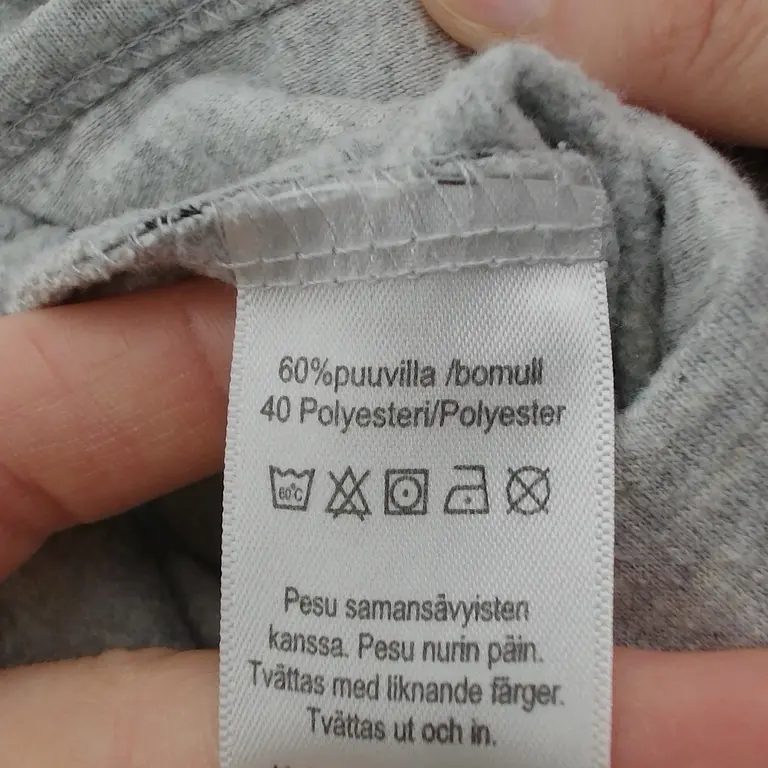 60%puuvilla /bomull
40 Polyesteri/Polyester
60°C
Pesu samansävyisten
kanssa. Pesu nurin päin.
Tvättas med liknande färger.
Tvättas ut och in.